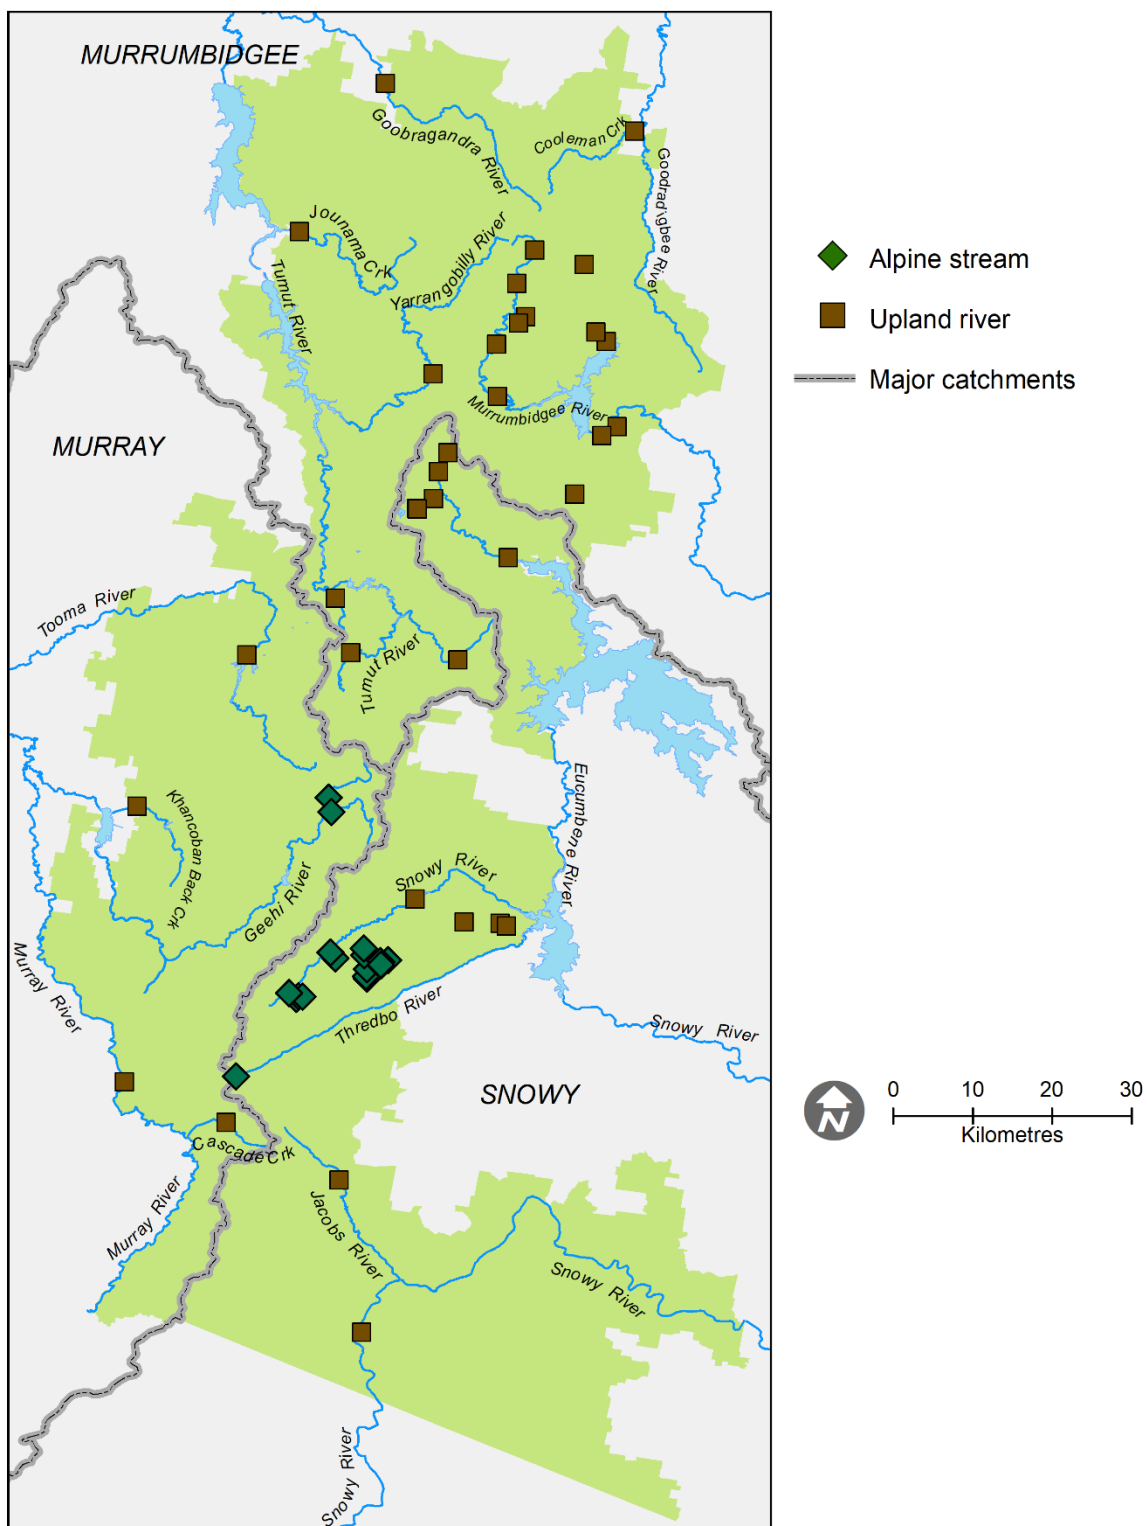 MURRUMBIDGEE
Goobragandra River
Cooleman Crk
Goodradigbee River
Jounama Crk
Yarrangobilly River
Tumut River
Murrumbidgee River
MURRAY
Tooma River
Tumut River
Khancoban Back Crk
Eucumbene River
Snowy River
Geehi River
Murray River
Thredbo River
Snowy River
SNOWY
Cascade Crk
Murray River
Jacobs River
Snowy River
Snowy River
Alpine stream
Upland river
Major catchments
N
0 10 20 30
Kilometres